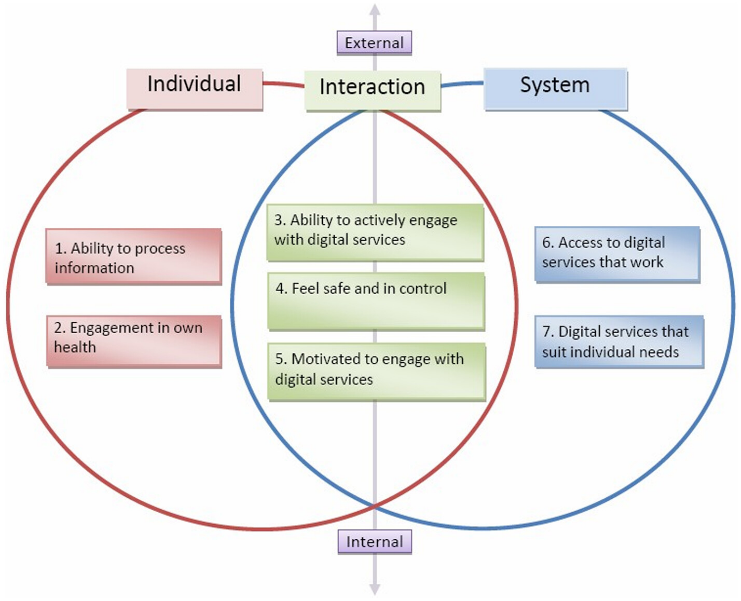 External
Individual
Interaction
System
1. Ability to process
information
2. Engagement in own
health
3. Ability to actively engage
with digital services
4. Feel safe and in control
5. Motivated to engage with
digital services
6. Access to digital
services that work
7. Digital services that
suit individual needs
Internal